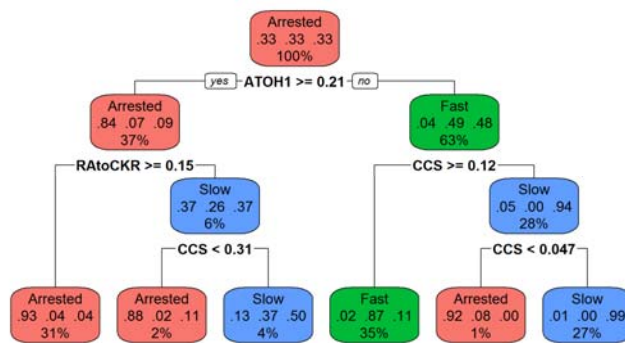 Arrested
.33 .33 .33
100%
yes ATOH1 >= 0.21 no
Arrested
.84 .07 .09
37%
Fast
.04 .49 .48
63%
RAtoCKR >= 0.15
CCS >= 0.12
Slow
.37 .26 .37
6%
Slow
.05 .00 .94
28%
CCS < 0.31
CCS < 0.047
Arrested
.93 .04 .04
31%
Arrested
.88 .02 .11
2%
Slow
.13 .37 .50
4%
Fast
.02 .87 .11
35%
Arrested
.92 .08 .00
1%
Slow
.01 .00 .99
27%